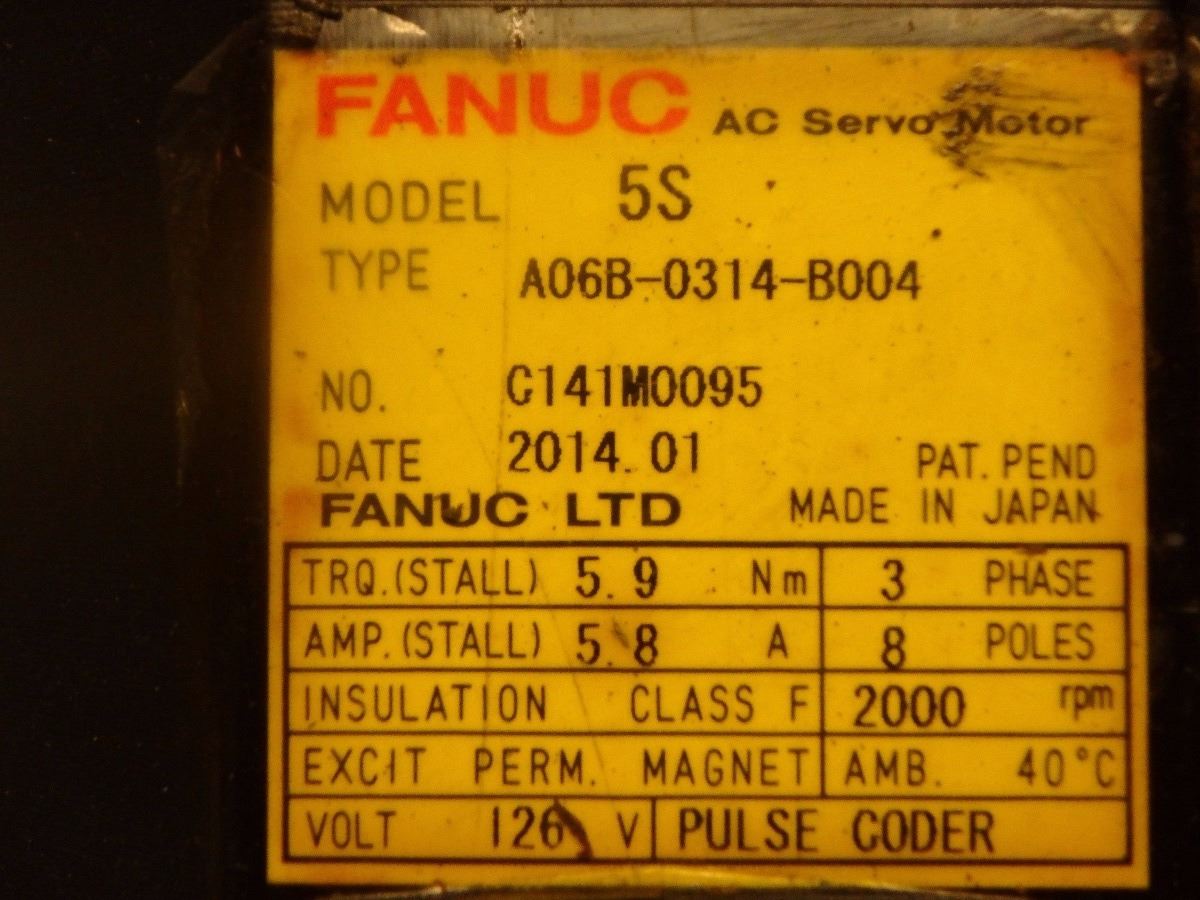 FANUC AC Servo Motor
MODEL 5S
TYPE A06B-0314-B004
NO. C141M0095
DATE 2014.01 PAT. PEND
FANUC LTD MADE IN JAPAN
TRQ.(STALL) 5.9 Nm 3 PHASE
AMP.(STALL) 5.8 A 8 POLES
INSULATION CLASS F 2000 rpm
EXCIT PERM. MAGNET AMB. 40°C
VOLT 126 V PULSE CODER